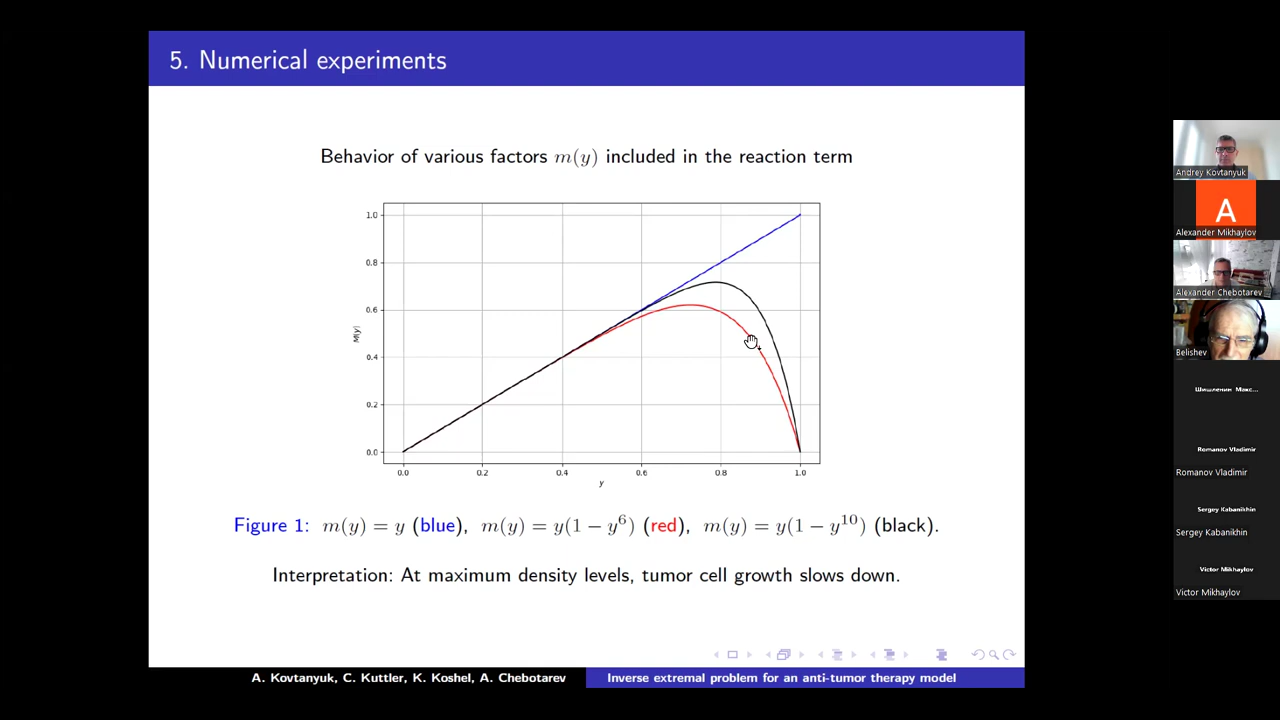 5. Numerical experiments
Behavior of various factors m(y) included in the reaction term
1.0
0.8
0.6
0.4
0.2
0.0
M(y)
0.0 0.2 0.4 0.6 0.8 1.0
y
Figure 1: m(y) = y (blue), m(y) = y(1 − y⁶) (red), m(y) = y(1 − y¹⁰) (black).
Interpretation: At maximum density levels, tumor cell growth slows down.
A. Kovtanyuk, C. Kuttler, K. Koshel, A. Chebotarev
Inverse extremal problem for an anti-tumor therapy model
Andrey Kovtanyuk
A
Alexander Mikhaylov
Alexander Chebotarev
Belishev
Шишленин Макс...
Romanov Vladimir
Romanov Vladimir
Sergey Kabanikhin
Sergey Kabanikhin
Victor Mikhaylov
Victor Mikhaylov